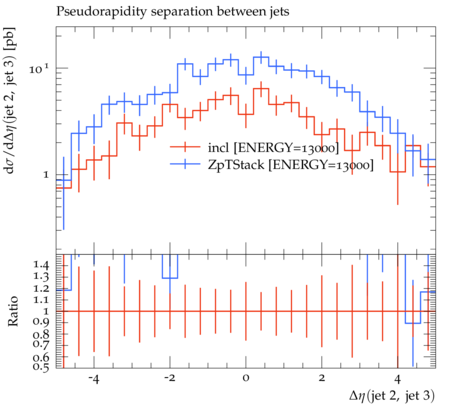 Pseudorapidity separation between jets
dσ/dΔη(jet 2, jet 3) [pb]
10¹
1
incl [ENERGY=13000]
ZpTStack [ENERGY=13000]
Ratio
1.4
1.3
1.2
1.1
1
0.9
0.8
0.7
0.6
0.5
-4 -2 0 2 4
Δη(jet 2, jet 3)